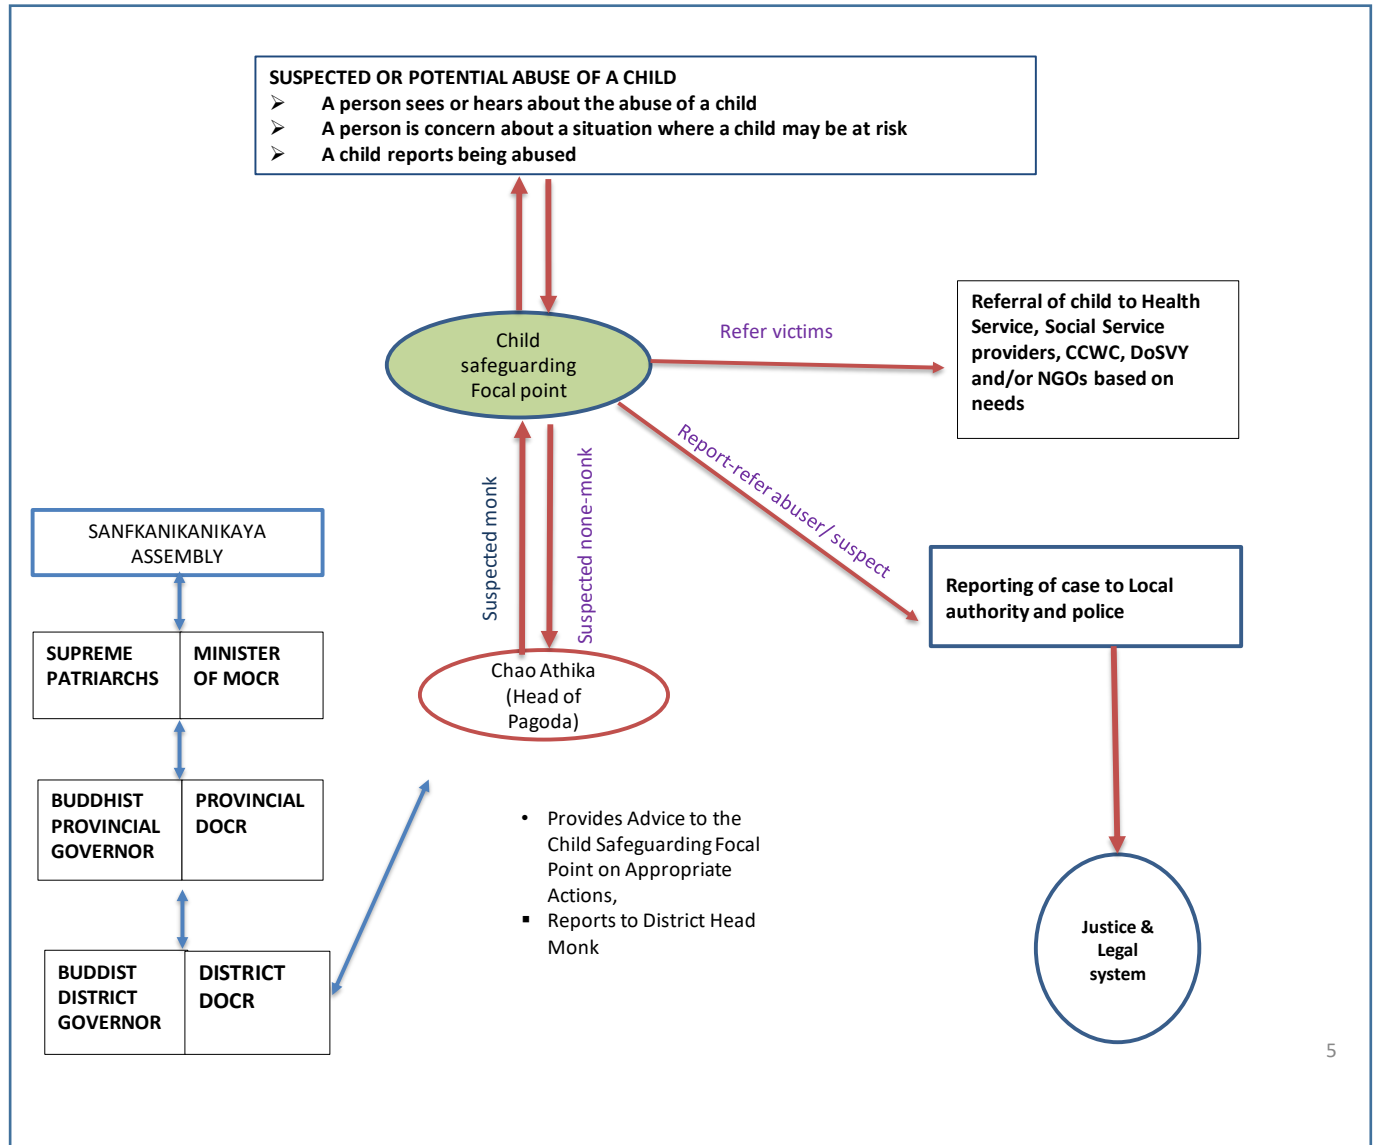 SUSPECTED OR POTENTIAL ABUSE OF A CHILD
➢ A person sees or hears about the abuse of a child
➢ A person is concern about a situation where a child may be at risk
➢ A child reports being abused
Child
safeguarding
Focal point
Refer victims
Referral of child to Health
Service, Social Service
providers, CCWC, DoSVY
and/or NGOs based on
needs
Report-refer abuser/ suspect
Suspected monk
Suspected none-monk
SANFKANIKANIKAYA
ASSEMBLY
Reporting of case to Local
authority and police
SUPREME
PATRIARCHS
MINISTER
OF MOCR
Chao Athika
(Head of
Pagoda)
BUDDHIST
PROVINCIAL
GOVERNOR
PROVINCIAL
DOCR
• Provides Advice to the
Child Safeguarding Focal
Point on Appropriate
Actions,
▪ Reports to District Head
Monk
BUDDIST
DISTRICT
GOVERNOR
DISTRICT
DOCR
Justice &
Legal
system
5